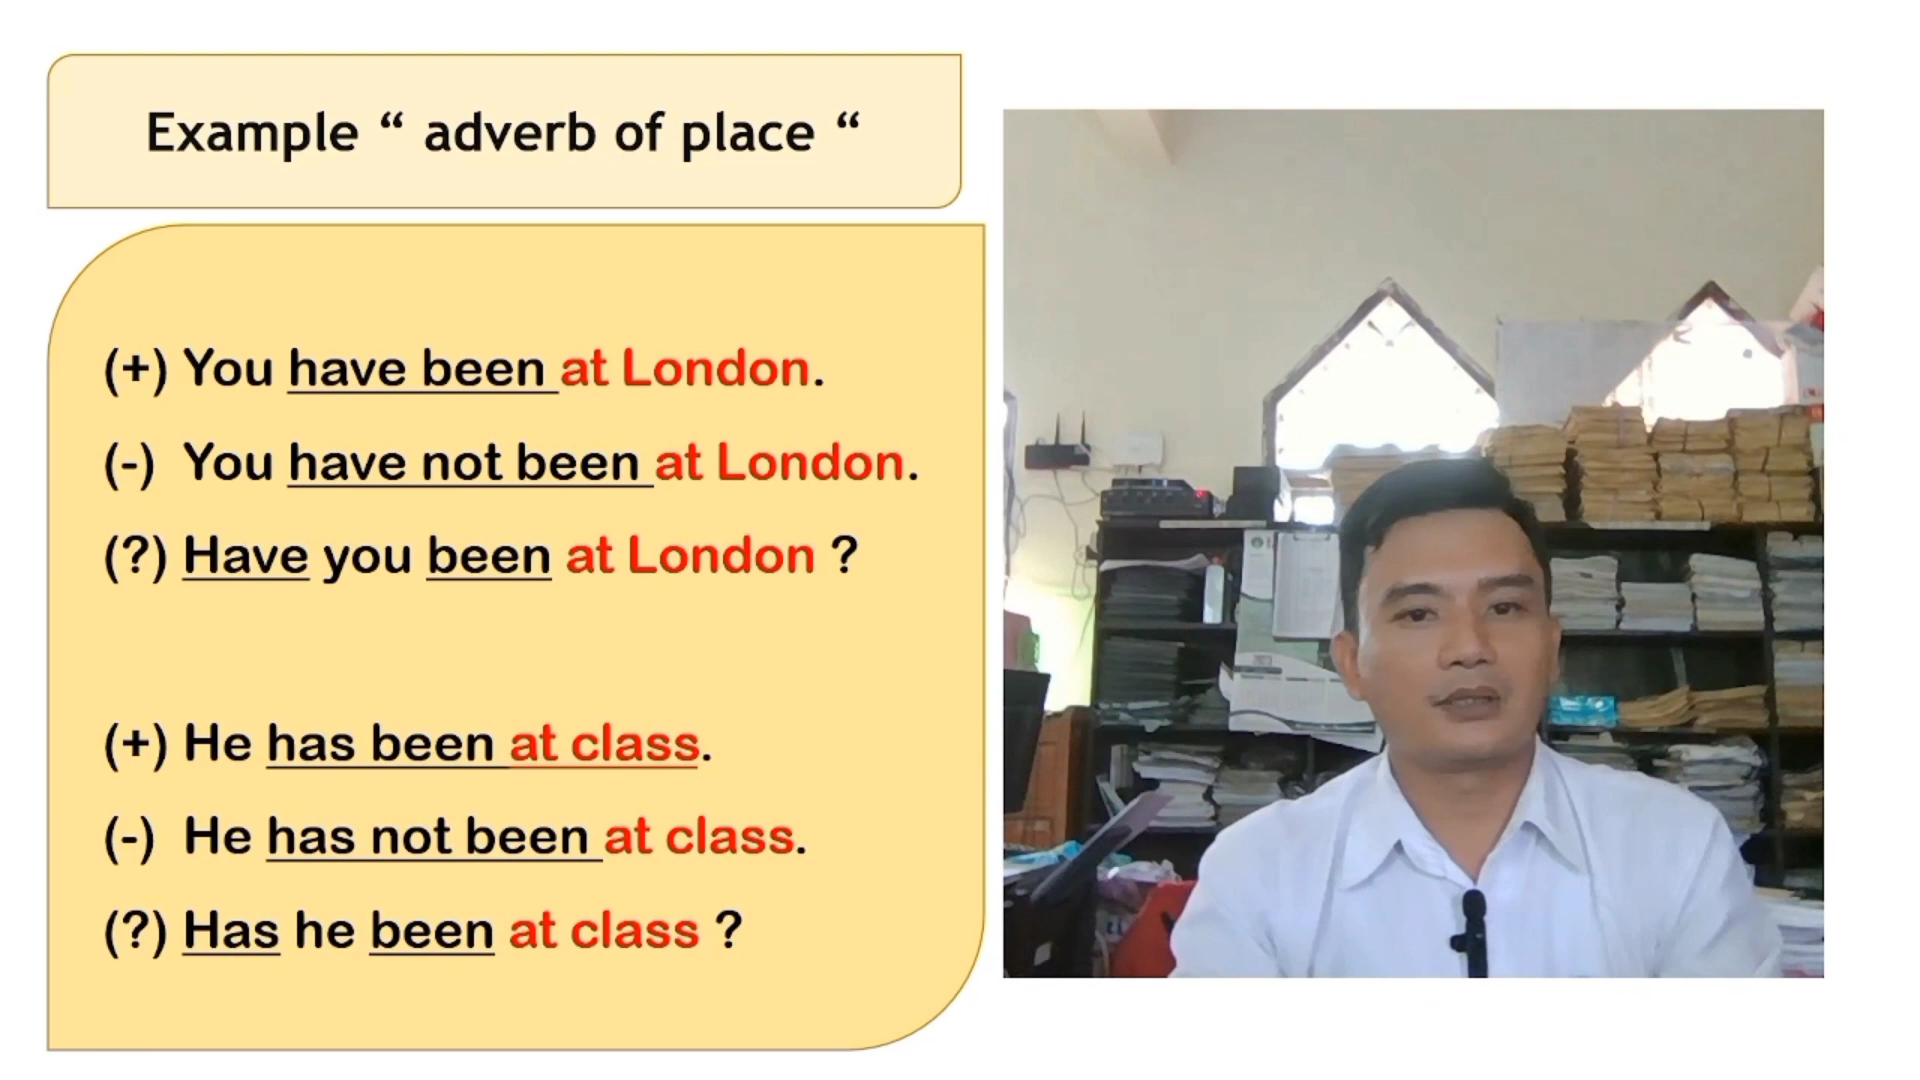 Example “ adverb of place “
(+) You have been at London.
(-) You have not been at London.
(?) Have you been at London ?
(+) He has been at class.
(-) He has not been at class.
(?) Has he been at class ?